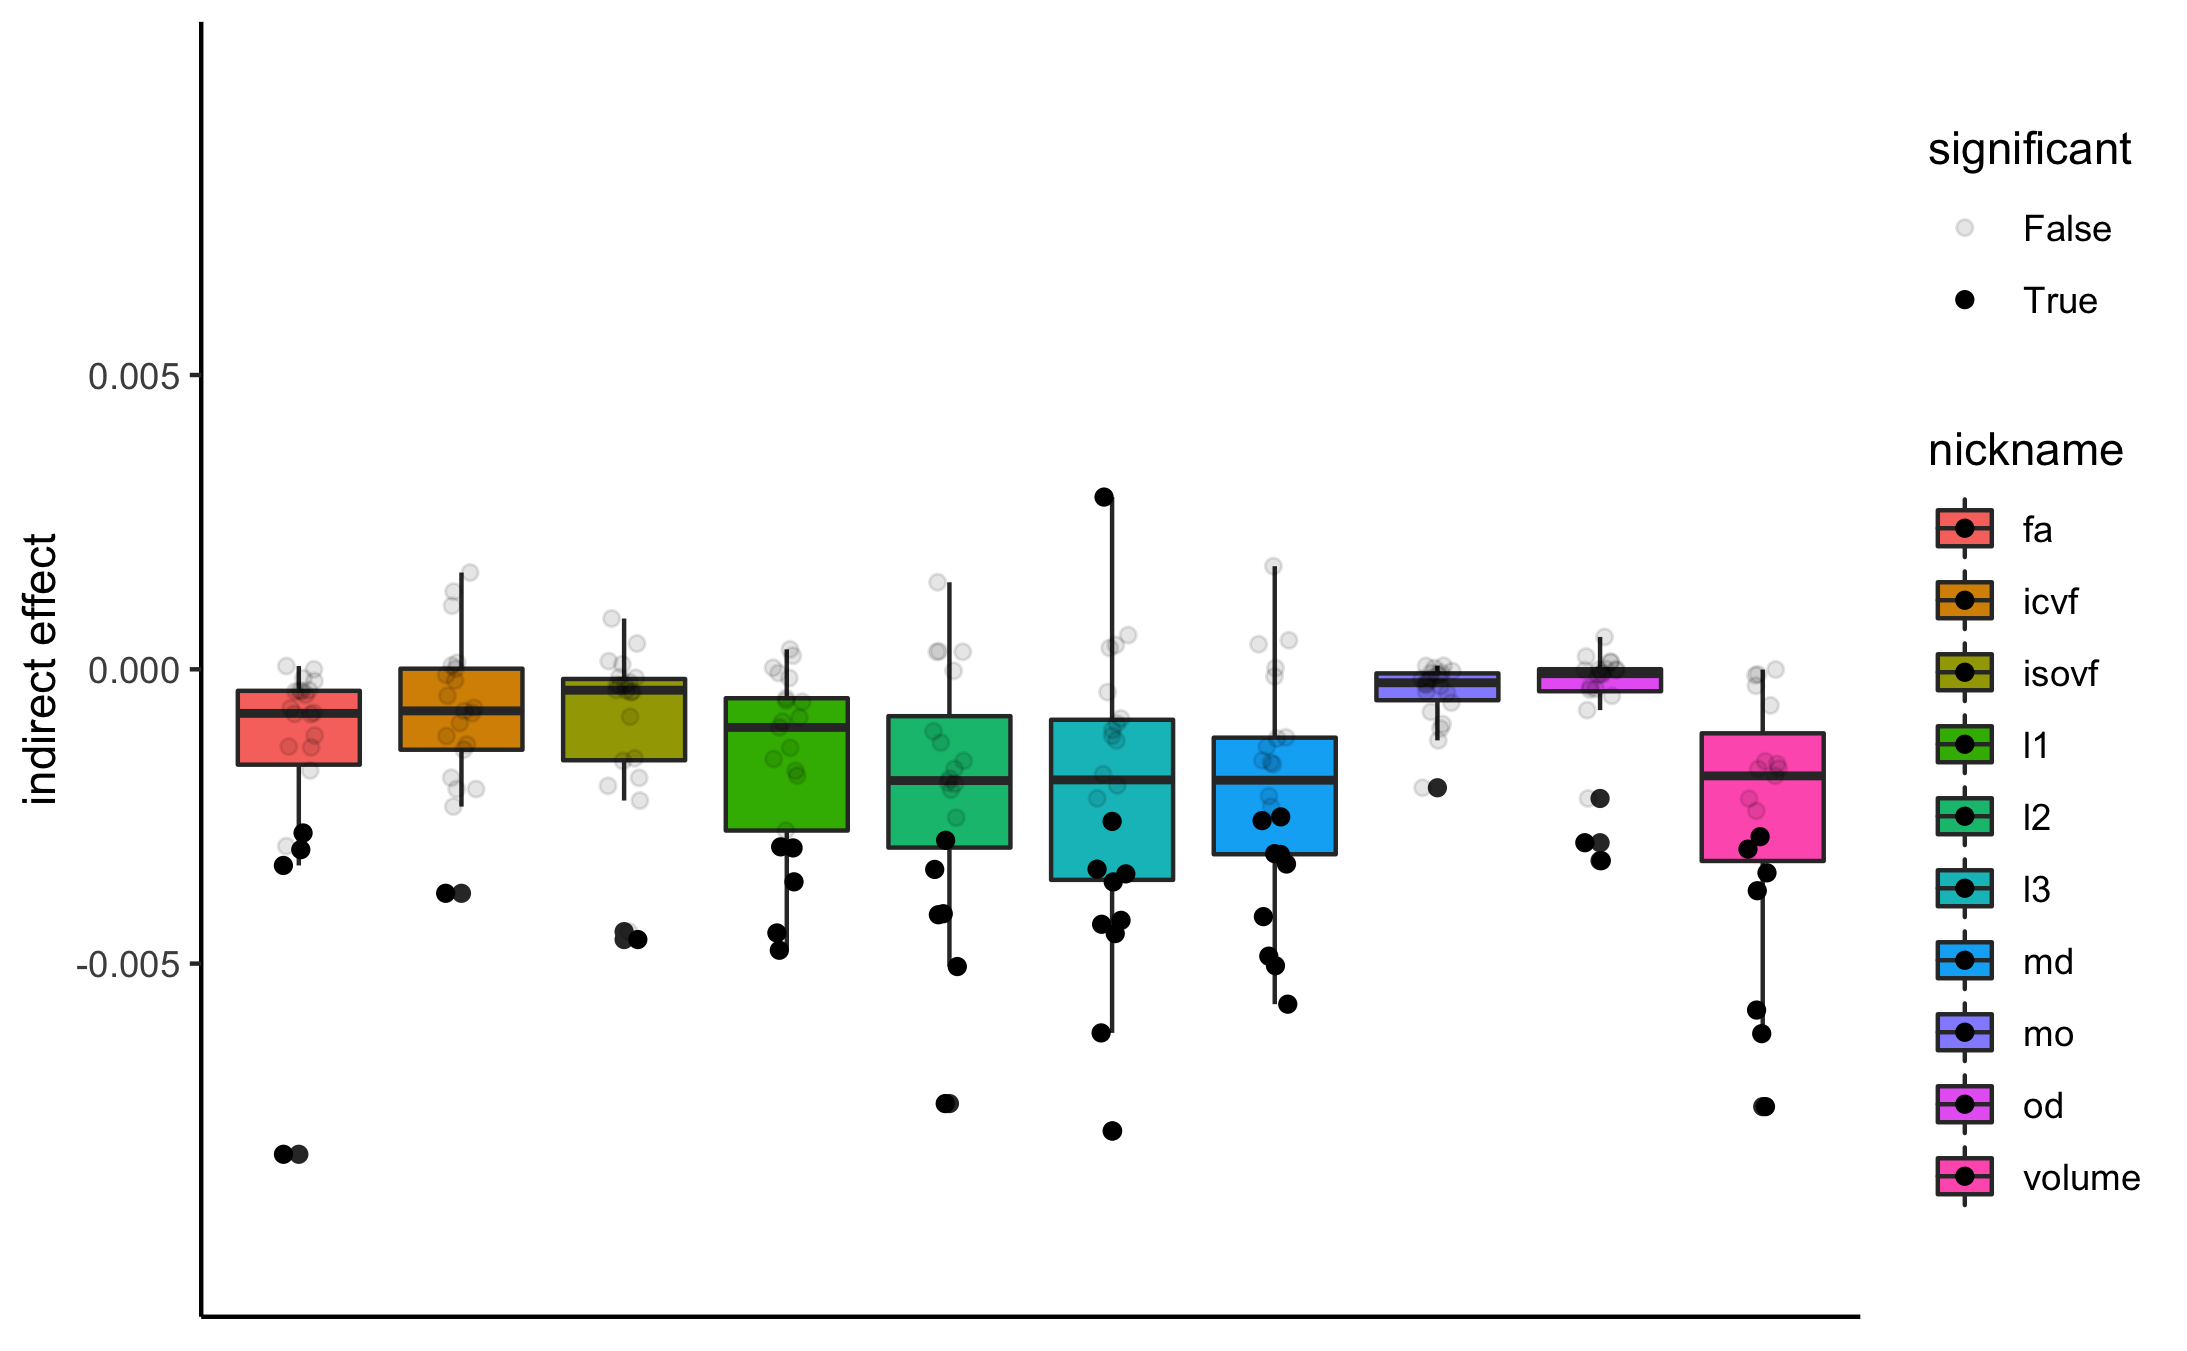 indirect effect
0.005
0.000
-0.005
significant
False
True
nickname
fa
icvf
isovf
l1
l2
l3
md
mo
od
volume